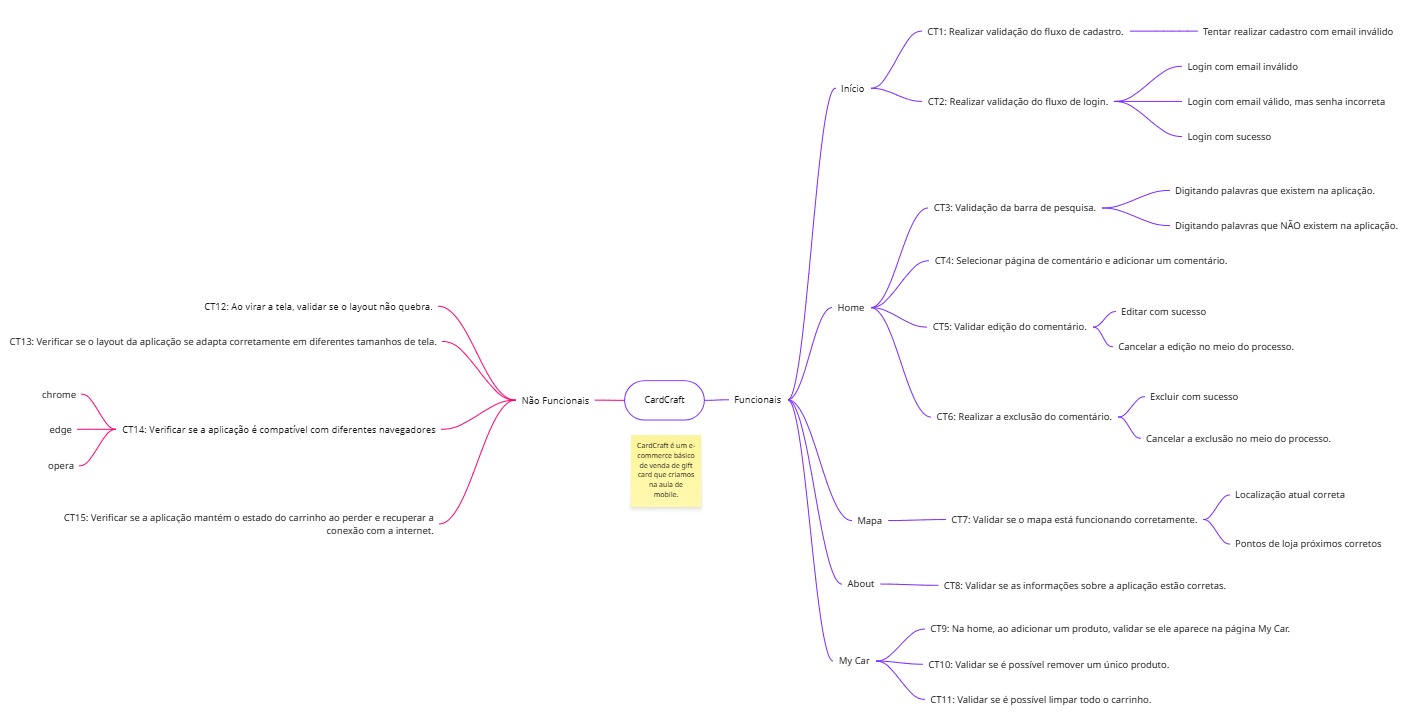 CardCraft
CardCraft é um e-
commerce básico
de venda de gift
card que criamos
na aula de
mobile.
Funcionais
Início
CT1: Realizar validação do fluxo de cadastro.
Tentar realizar cadastro com email inválido
CT2: Realizar validação do fluxo de login.
Login com email inválido
Login com email válido, mas senha incorreta
Login com sucesso
Home
CT3: Validação da barra de pesquisa.
Digitando palavras que existem na aplicação.
Digitando palavras que NÃO existem na aplicação.
CT4: Selecionar página de comentário e adicionar um comentário.
CT5: Validar edição do comentário.
Editar com sucesso
Cancelar a edição no meio do processo.
CT6: Realizar a exclusão do comentário.
Excluir com sucesso
Cancelar a exclusão no meio do processo.
Mapa
CT7: Validar se o mapa está funcionando corretamente.
Localização atual correta
Pontos de loja próximos corretos
About
CT8: Validar se as informações sobre a aplicação estão corretas.
My Car
CT9: Na home, ao adicionar um produto, validar se ele aparece na página My Car.
CT10: Validar se é possível remover um único produto.
CT11: Validar se é possível limpar todo o carrinho.
Não Funcionais
CT12: Ao virar a tela, validar se o layout não quebra.
CT13: Verificar se o layout da aplicação se adapta corretamente em diferentes tamanhos de tela.
CT14: Verificar se a aplicação é compatível com diferentes navegadores
chrome
edge
opera
CT15: Verificar se a aplicação mantém o estado do carrinho ao perder e recuperar a
conexão com a internet.